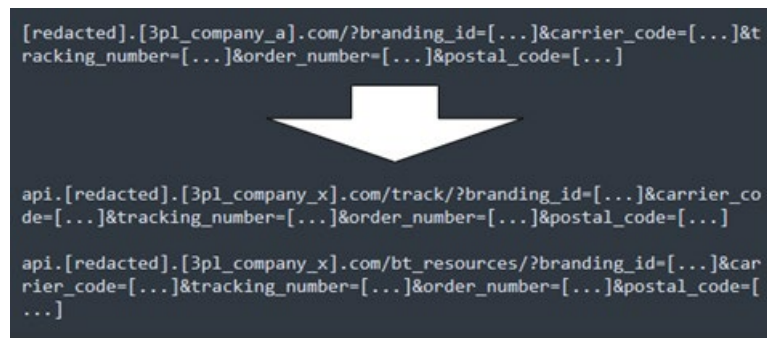 [redacted].[3pl_company_a].com/?branding_id=[...]&carrier_code=[...]&t
racking_number=[...]&order_number=[...]&postal_code=[...]
api.[redacted].[3pl_company_x].com/track/?branding_id=[...]&carrier_co
de=[...]&tracking_number=[...]&order_number=[...]&postal_code=[...]
api.[redacted].[3pl_company_x].com/bt_resources/?branding_id=[...]&car
rier_code=[...]&tracking_number=[...]&order_number=[...]&postal_code=[
...]